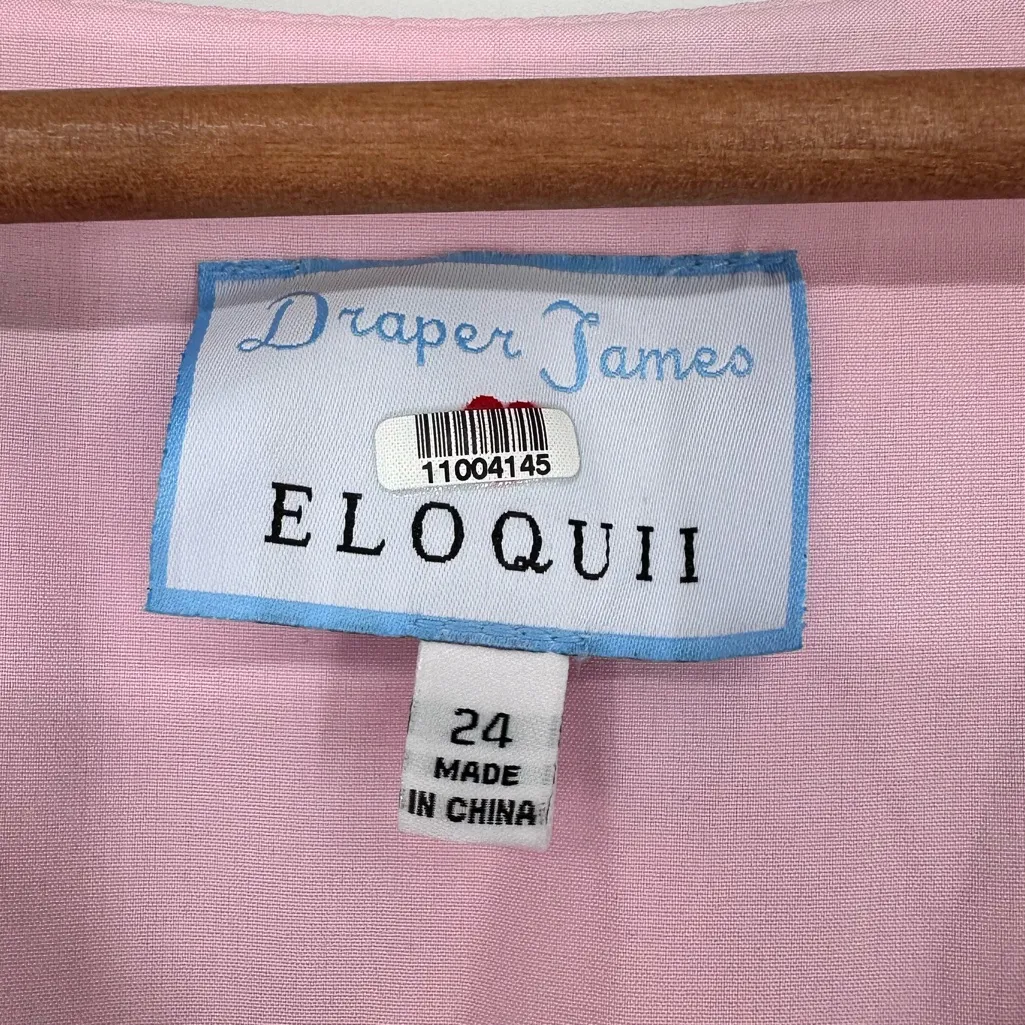 Draper James
11004145
ELOQUII
24
MADE
IN CHINA